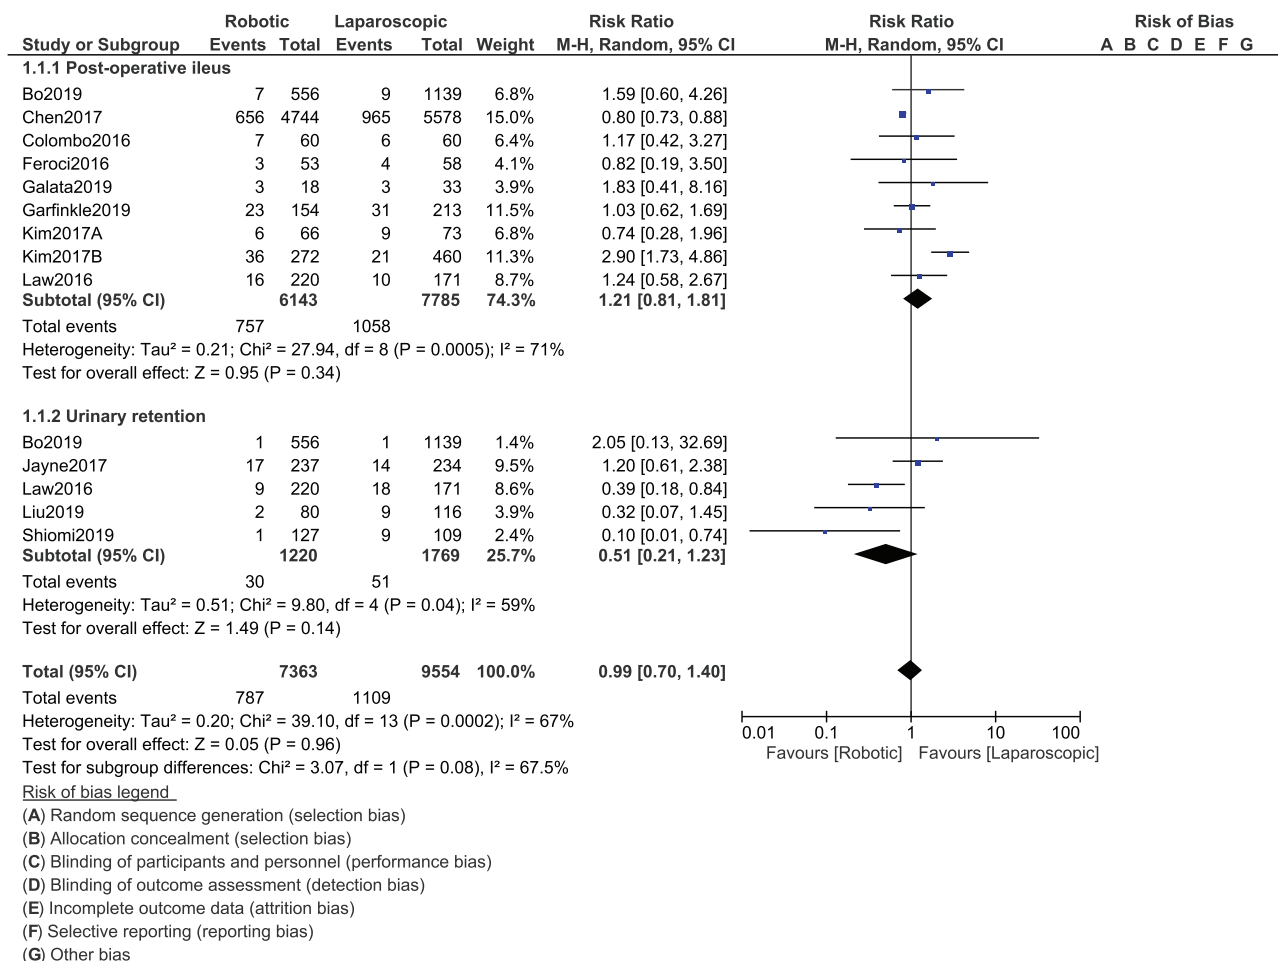 Robotic Laparoscopic Risk Ratio Risk Ratio Risk of Bias
Study or Subgroup Events Total Events Total Weight M-H, Random, 95% CI M-H, Random, 95% CI A B C D E F G
1.1.1 Post-operative ileus
Bo2019 7 556 9 1139 6.8% 1.59 [0.60, 4.26]
Chen2017 656 4744 965 5578 15.0% 0.80 [0.73, 0.88]
Colombo2016 7 60 6 60 6.4% 1.17 [0.42, 3.27]
Feroci2016 3 53 4 58 4.1% 0.82 [0.19, 3.50]
Galata2019 3 18 3 33 3.9% 1.83 [0.41, 8.16]
Garfinkle2019 23 154 31 213 11.5% 1.03 [0.62, 1.69]
Kim2017A 6 66 9 73 6.8% 0.74 [0.28, 1.96]
Kim2017B 36 272 21 460 11.3% 2.90 [1.73, 4.86]
Law2016 16 220 10 171 8.7% 1.24 [0.58, 2.67]
Subtotal (95% CI) 6143 7785 74.3% 1.21 [0.81, 1.81]
Total events 757 1058
Heterogeneity: Tau² = 0.21; Chi² = 27.94, df = 8 (P = 0.0005); I² = 71%
Test for overall effect: Z = 0.95 (P = 0.34)
1.1.2 Urinary retention
Bo2019 1 556 1 1139 1.4% 2.05 [0.13, 32.69]
Jayne2017 17 237 14 234 9.5% 1.20 [0.61, 2.38]
Law2016 9 220 18 171 8.6% 0.39 [0.18, 0.84]
Liu2019 2 80 9 116 3.9% 0.32 [0.07, 1.45]
Shiomi2019 1 127 9 109 2.4% 0.10 [0.01, 0.74]
Subtotal (95% CI) 1220 1769 25.7% 0.51 [0.21, 1.23]
Total events 30 51
Heterogeneity: Tau² = 0.51; Chi² = 9.80, df = 4 (P = 0.04); I² = 59%
Test for overall effect: Z = 1.49 (P = 0.14)
Total (95% CI) 7363 9554 100.0% 0.99 [0.70, 1.40]
Total events 787 1109
Heterogeneity: Tau² = 0.20; Chi² = 39.10, df = 13 (P = 0.0002); I² = 67%
Test for overall effect: Z = 0.05 (P = 0.96)
Test for subgroup differences: Chi² = 3.07, df = 1 (P = 0.08), I² = 67.5%
0.01 0.1 1 10 100
Favours [Robotic] Favours [Laparoscopic]
Risk of bias legend
(A) Random sequence generation (selection bias)
(B) Allocation concealment (selection bias)
(C) Blinding of participants and personnel (performance bias)
(D) Blinding of outcome assessment (detection bias)
(E) Incomplete outcome data (attrition bias)
(F) Selective reporting (reporting bias)
(G) Other bias